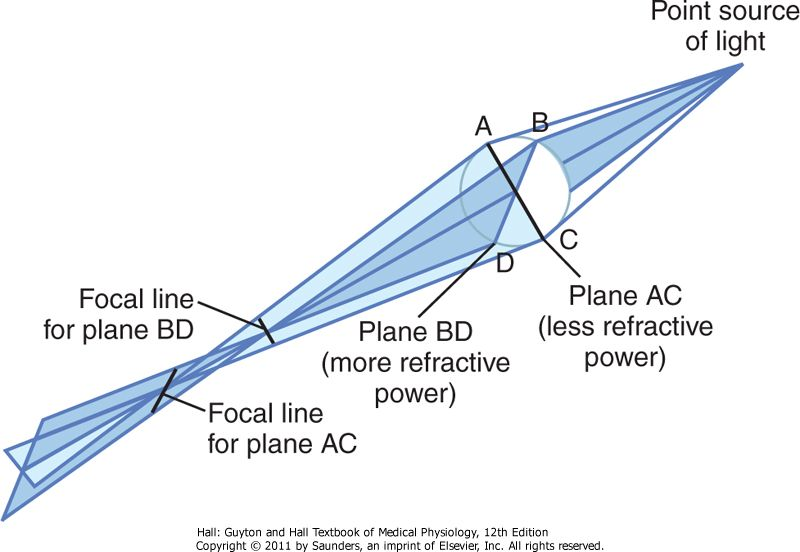 Point source
of light
A
B
C
D
Focal line
for plane BD
Plane BD
(more refractive
power)
Plane AC
(less refractive
power)
Focal line
for plane AC
Hall: Guyton and Hall Textbook of Medical Physiology, 12th Edition
Copyright © 2011 by Saunders, an imprint of Elsevier, Inc. All rights reserved.